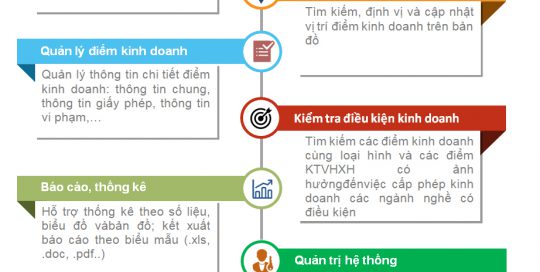 Tìm kiếm, định vị và cập nhật
vị trí điểm kinh doanh trên bản
đồ
Quản lý điểm kinh doanh
Quản lý thông tin chi tiết điểm
kinh doanh: thông tin chung,
thông tin giấy phép, thông tin
vi phạm,…
Kiểm tra điều kiện kinh doanh
Tìm kiếm các điểm kinh doanh
cùng loại hình và các điểm
KTVHXH có ảnh
hưởngđếnviệc cấp phép kinh
doanh các ngành nghề có
điều kiện
Báo cáo, thống kê
Hỗ trợ thống kê theo số liệu,
biểu đồ vàbản đồ; kết xuất
báo cáo theo biểu mẫu (.xls,
.doc, .pdf..)
Quản trị hệ thống